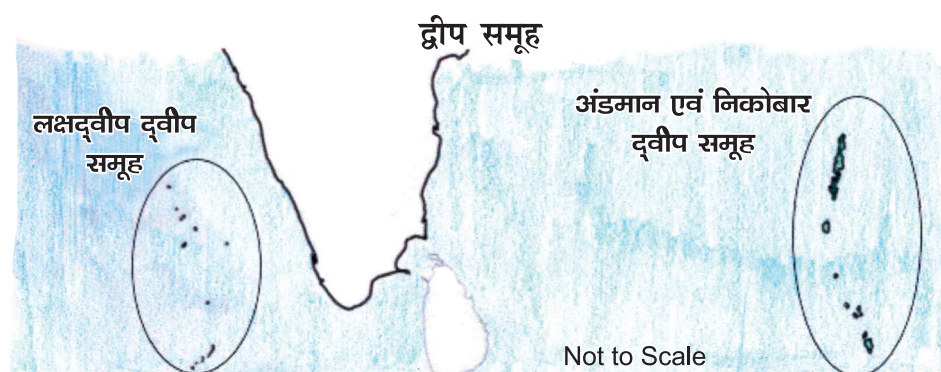 द्वीप समूह
लक्षद्‌वीप द्‌वीप
समूह
अंडमान एवं निकोबार
द्‌वीप समूह
Not to Scale